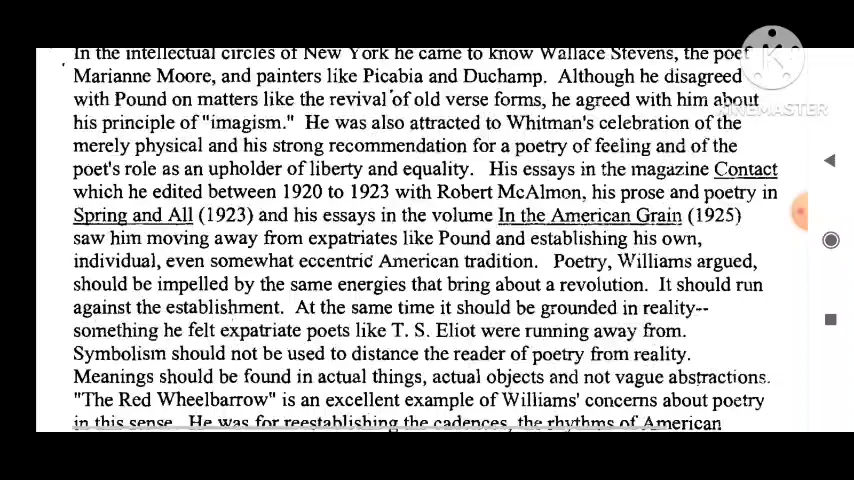 In the intellectual circles of New York he came to know Wallace Stevens, the poet
Marianne Moore, and painters like Picabia and Duchamp. Although he disagreed
with Pound on matters like the revival of old verse forms, he agreed with him about
his principle of "imagism." He was also attracted to Whitman's celebration of the
merely physical and his strong recommendation for a poetry of feeling and of the
poet's role as an upholder of liberty and equality. His essays in the magazine Contact
which he edited between 1920 to 1923 with Robert McAlmon, his prose and poetry in
Spring and All (1923) and his essays in the volume In the American Grain (1925)
saw him moving away from expatriates like Pound and establishing his own,
individual, even somewhat eccentric American tradition. Poetry, Williams argued,
should be impelled by the same energies that bring about a revolution. It should run
against the establishment. At the same time it should be grounded in reality--
something he felt expatriate poets like T. S. Eliot were running away from.
Symbolism should not be used to distance the reader of poetry from reality.
Meanings should be found in actual things, actual objects and not vague abstractions.
"The Red Wheelbarrow" is an excellent example of Williams' concerns about poetry
in this sense. He was for reestablishing the cadences, the rhythms of American
KINEMASTER